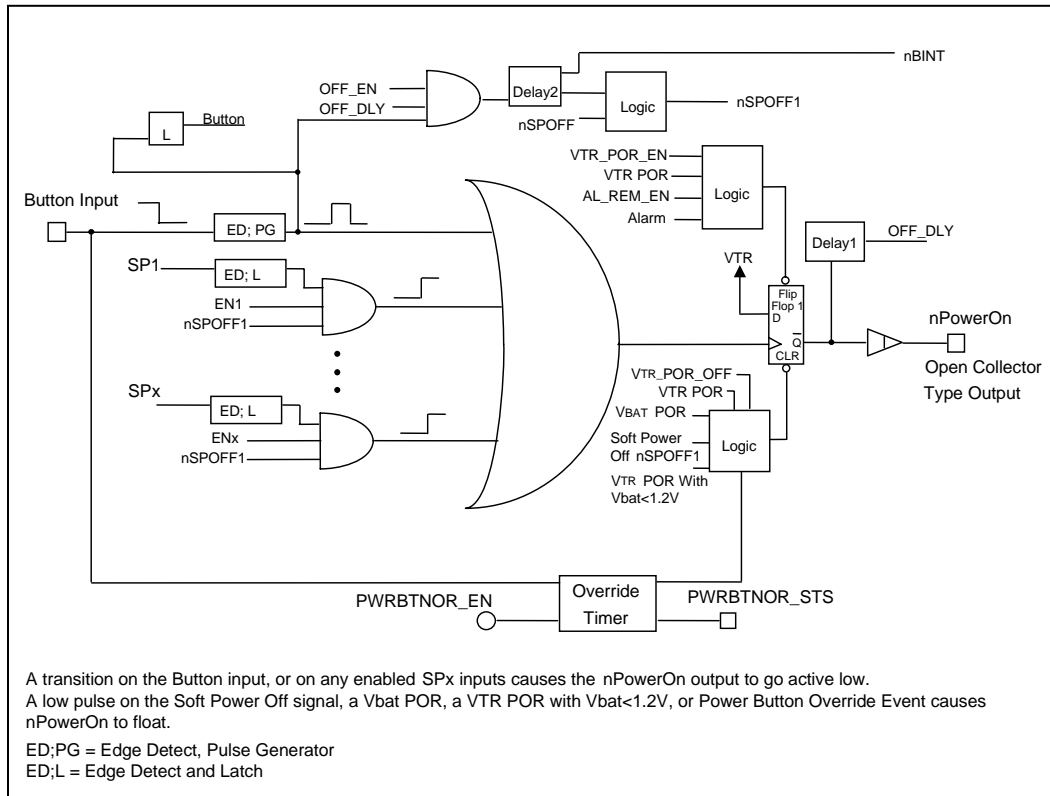 nBINT
OFF_EN
OFF_DLY
Delay2
Logic
nSPOFF1
nSPOFF
Button
L
VTR_POR_EN
VTR POR
AL_REM_EN
Alarm
Logic
Button Input
ED; PG
Delay1
OFF_DLY
SP1
ED; L
EN1
nSPOFF1
VTR
Flip
Flop 1
D
Q
CLR
nPowerOn
Open Collector
Type Output
SPx
ED; L
ENx
nSPOFF1
VTR_POR_OFF
VTR POR
VBAT POR
Soft Power
Off nSPOFF1
VTR POR With
Vbat<1.2V
Logic
PWRBTNOR_EN
Override
Timer
PWRBTNOR_STS
A transition on the Button input, or on any enabled SPx inputs causes the nPowerOn output to go active low.
A low pulse on the Soft Power Off signal, a Vbat POR, a VTR POR with Vbat<1.2V, or Power Button Override Event causes
nPowerOn to float.
ED;PG = Edge Detect, Pulse Generator
ED;L = Edge Detect and Latch